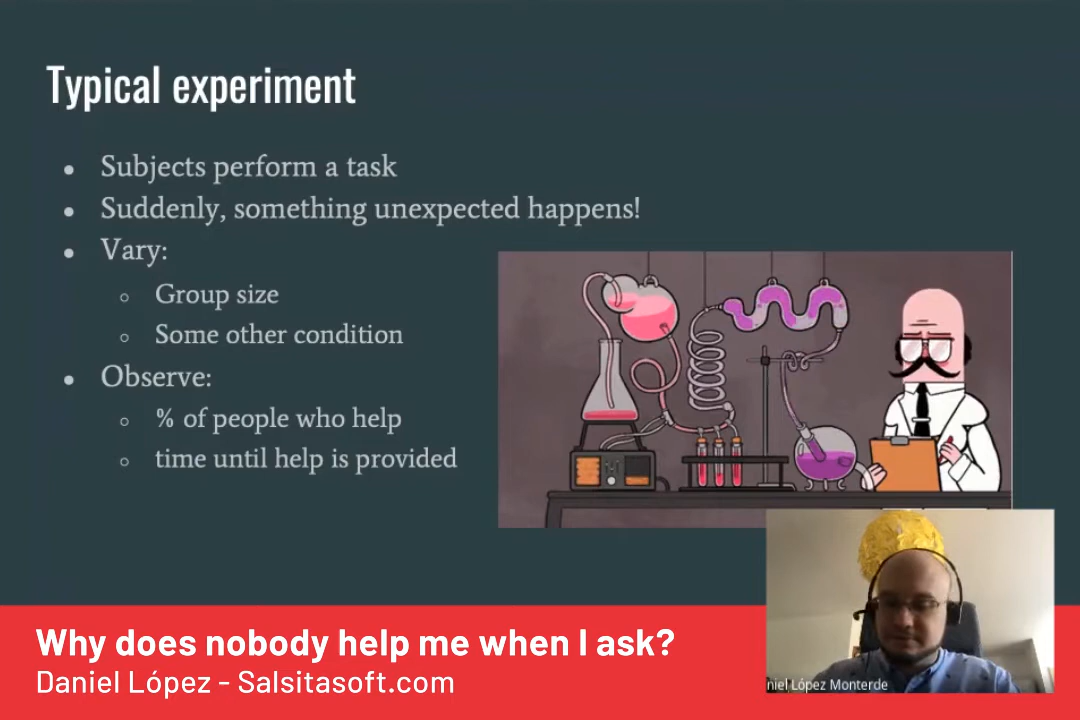 Typical experiment
Subjects perform a task
Suddenly, something unexpected happens!
Vary:
Group size
Some other condition
Observe:
% of people who help
time until help is provided
Why does nobody help me when I ask?
Daniel López - Salsitasoft.com
niel López Monterde